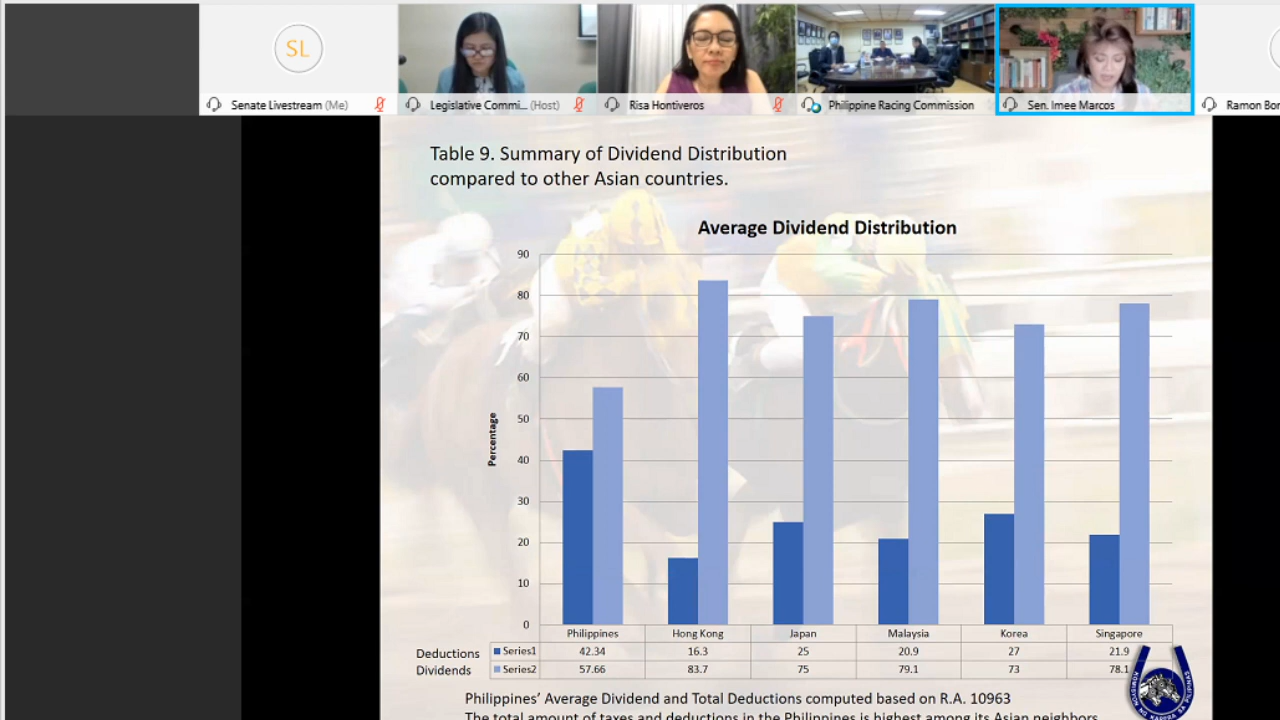 SL
Senate Livestream (Me)
Legislative Commi... (Host)
Risa Hontiveros
Philippine Racing Commission
Sen. Imee Marcos
Ramon Bon
Table 9. Summary of Dividend Distribution
compared to other Asian countries.
Average Dividend Distribution
90
80
70
60
50
40
30
20
10
0
Percentage
Philippines Hong Kong Japan Malaysia Korea Singapore
Deductions Series1 42.34 16.3 25 20.9 27 21.9
Dividends Series2 57.66 83.7 75 79.1 73 78.1
Philippines' Average Dividend and Total Deductions computed based on R.A. 10963
The total amount of taxes and deductions in the Philippines is highest among its Asian neighbors